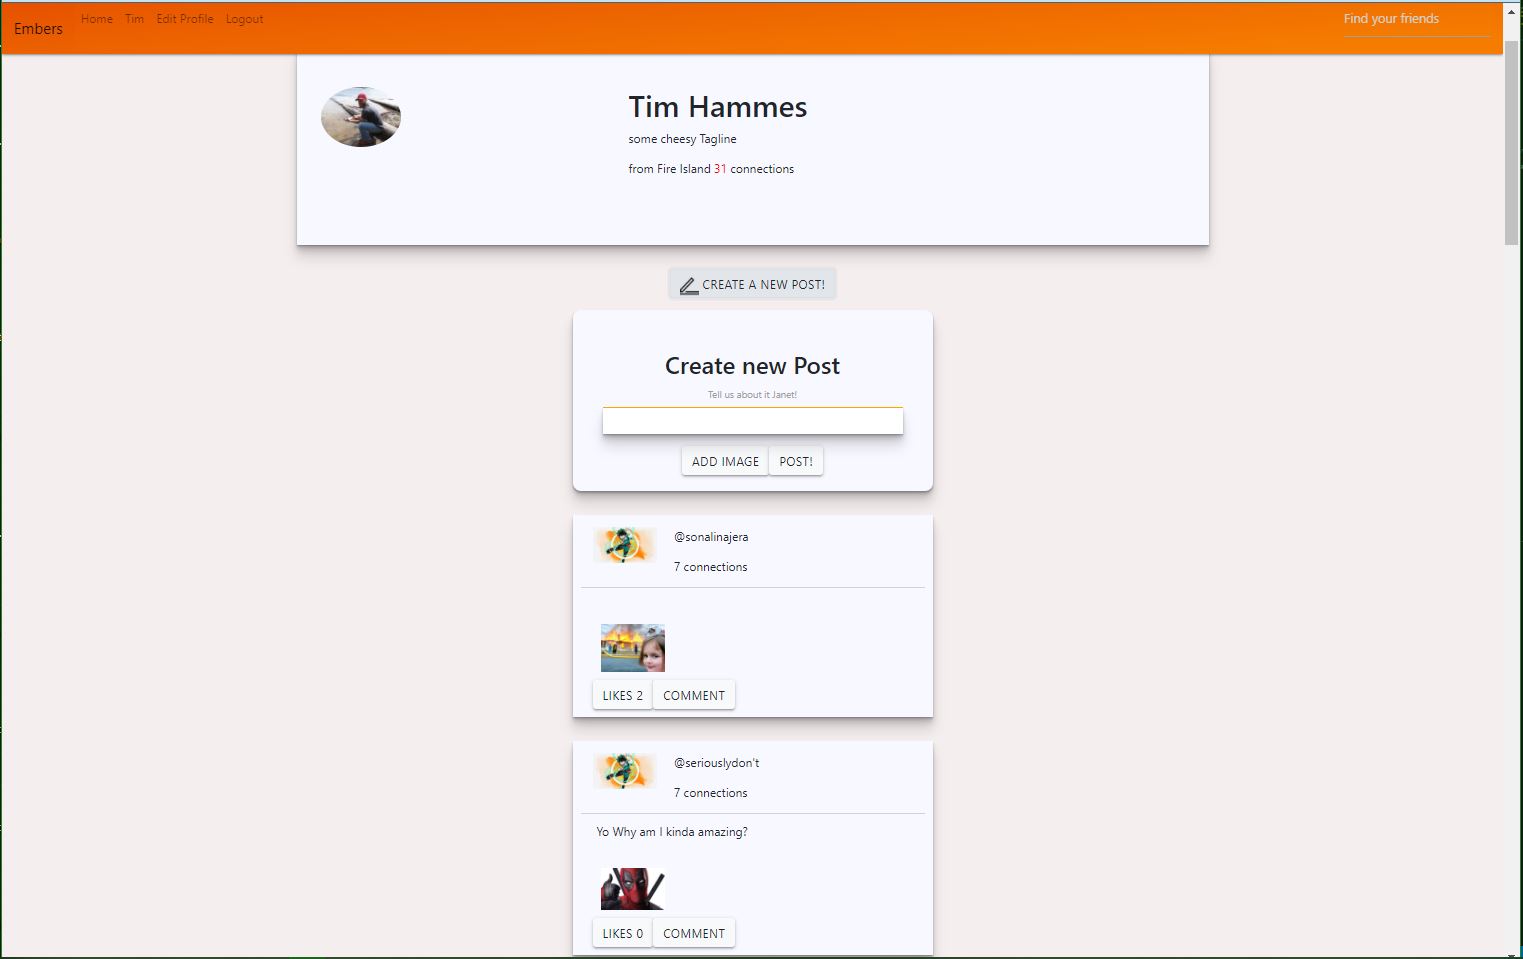 Embers
Home Tim Edit Profile Logout
Find your friends
Tim Hammes
some cheesy Tagline
from Fire Island 31 connections
CREATE A NEW POST!
Create new Post
Tell us about it Janet!
ADD IMAGE POST!
@sonalinajera
7 connections
LIKES 2 COMMENT
@seriouslydon't
7 connections
Yo Why am I kinda amazing?
LIKES 0 COMMENT